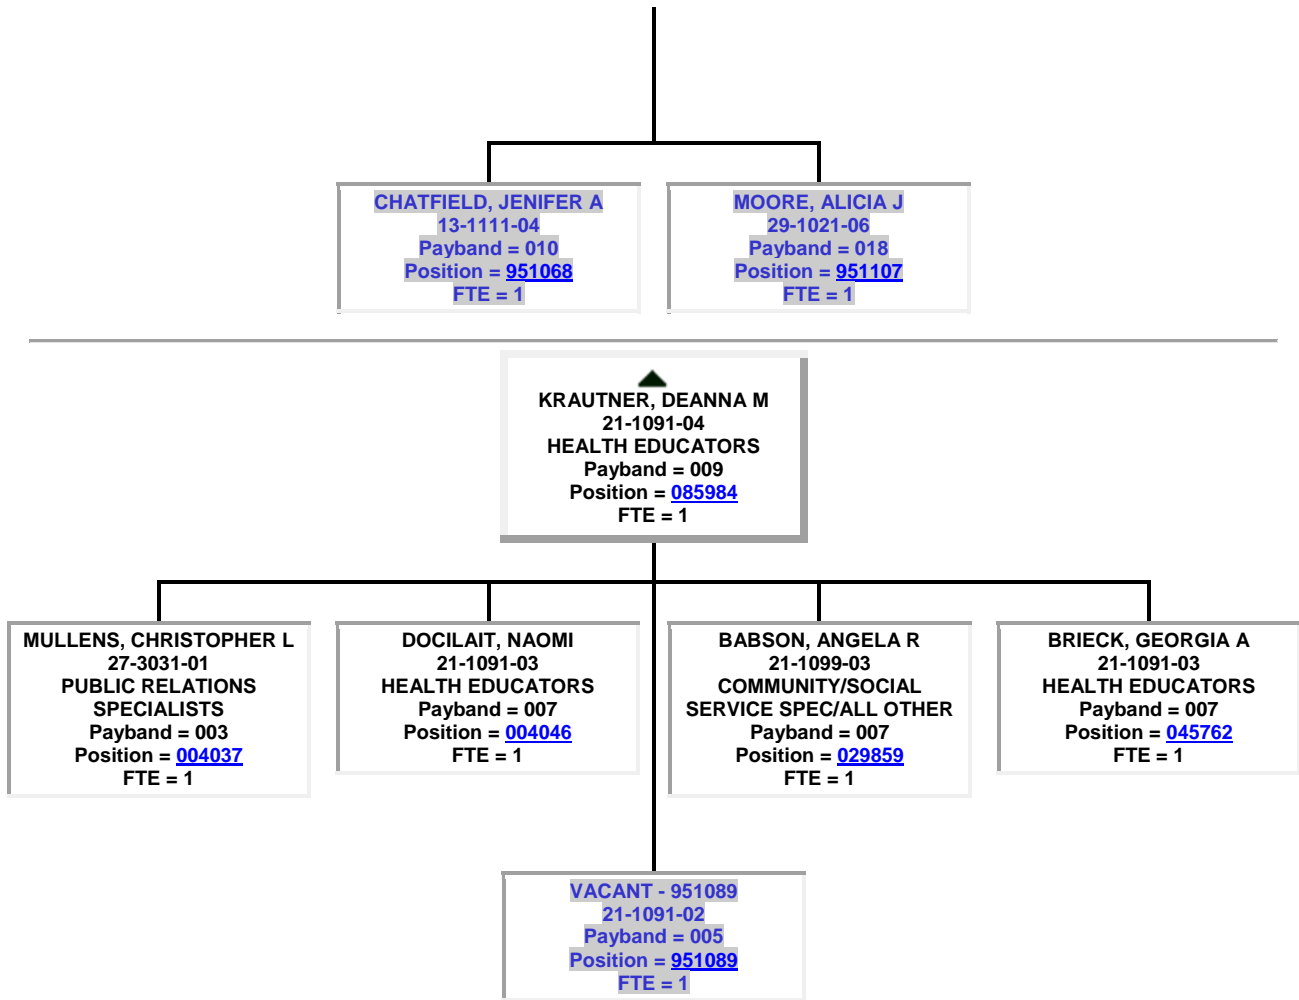 CHATFIELD, JENIFER A
13-1111-04
Payband = 010
Position = 951068
FTE = 1
MOORE, ALICIA J
29-1021-06
Payband = 018
Position = 951107
FTE = 1
KRAUTNER, DEANNA M
21-1091-04
HEALTH EDUCATORS
Payband = 009
Position = 085984
FTE = 1
MULLENS, CHRISTOPHER L
27-3031-01
PUBLIC RELATIONS
SPECIALISTS
Payband = 003
Position = 004037
FTE = 1
DOCILAIT, NAOMI
21-1091-03
HEALTH EDUCATORS
Payband = 007
Position = 004046
FTE = 1
BABSON, ANGELA R
21-1099-03
COMMUNITY/SOCIAL
SERVICE SPEC/ALL OTHER
Payband = 007
Position = 029859
FTE = 1
BRIECK, GEORGIA A
21-1091-03
HEALTH EDUCATORS
Payband = 007
Position = 045762
FTE = 1
VACANT - 951089
21-1091-02
Payband = 005
Position = 951089
FTE = 1